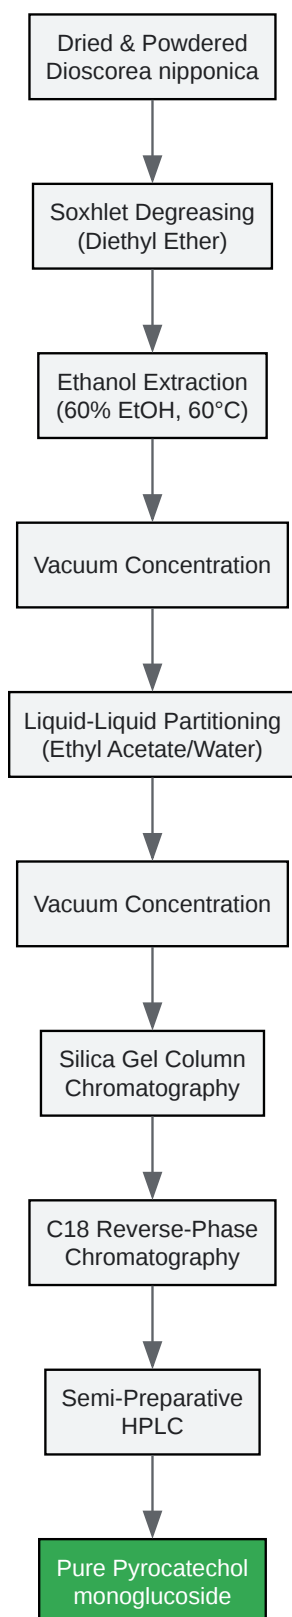 Dried & Powdered
Dioscorea nipponica
Soxhlet Degreasing
(Diethyl Ether)
Ethanol Extraction
(60% EtOH, 60°C)
Vacuum Concentration
Liquid-Liquid Partitioning
(Ethyl Acetate/Water)
Vacuum Concentration
Silica Gel Column
Chromatography
C18 Reverse-Phase
Chromatography
Semi-Preparative
HPLC
Pure Pyrocatechol
monoglucoside